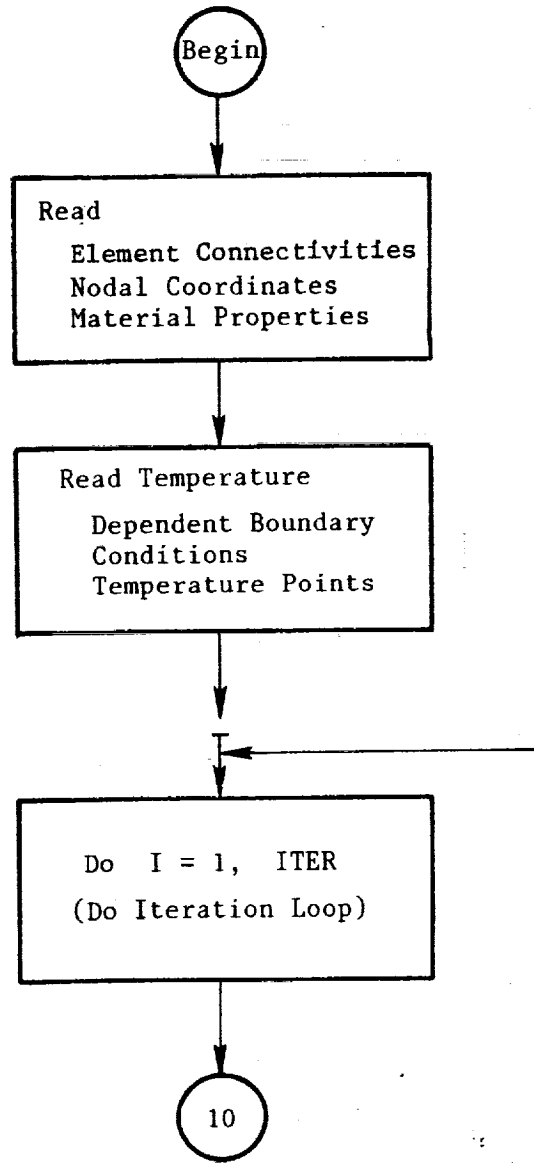 Begin
Read
Element Connectivities
Nodal Coordinates
Material Properties
Read Temperature
Dependent Boundary
Conditions
Temperature Points
Do I = 1, ITER
(Do Iteration Loop)
10